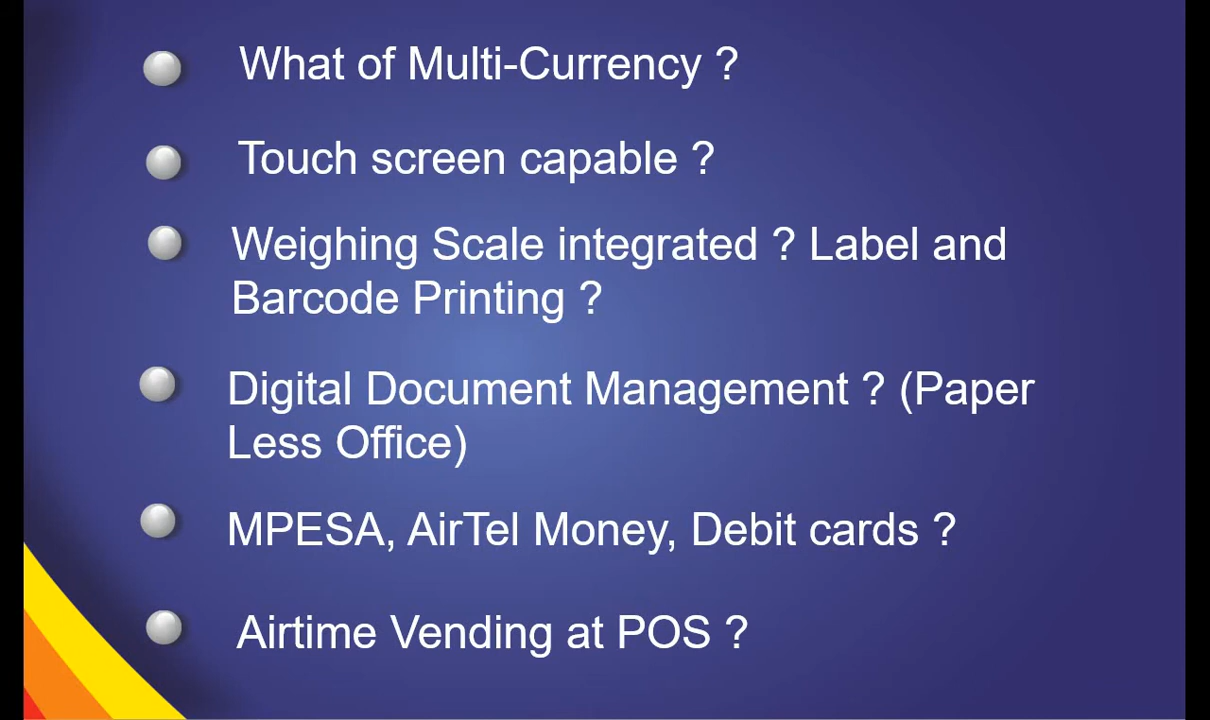 What of Multi-Currency ?
Touch screen capable ?
Weighing Scale integrated ? Label and
Barcode Printing ?
Digital Document Management ? (Paper
Less Office)
MPESA, AirTel Money, Debit cards ?
Airtime Vending at POS ?